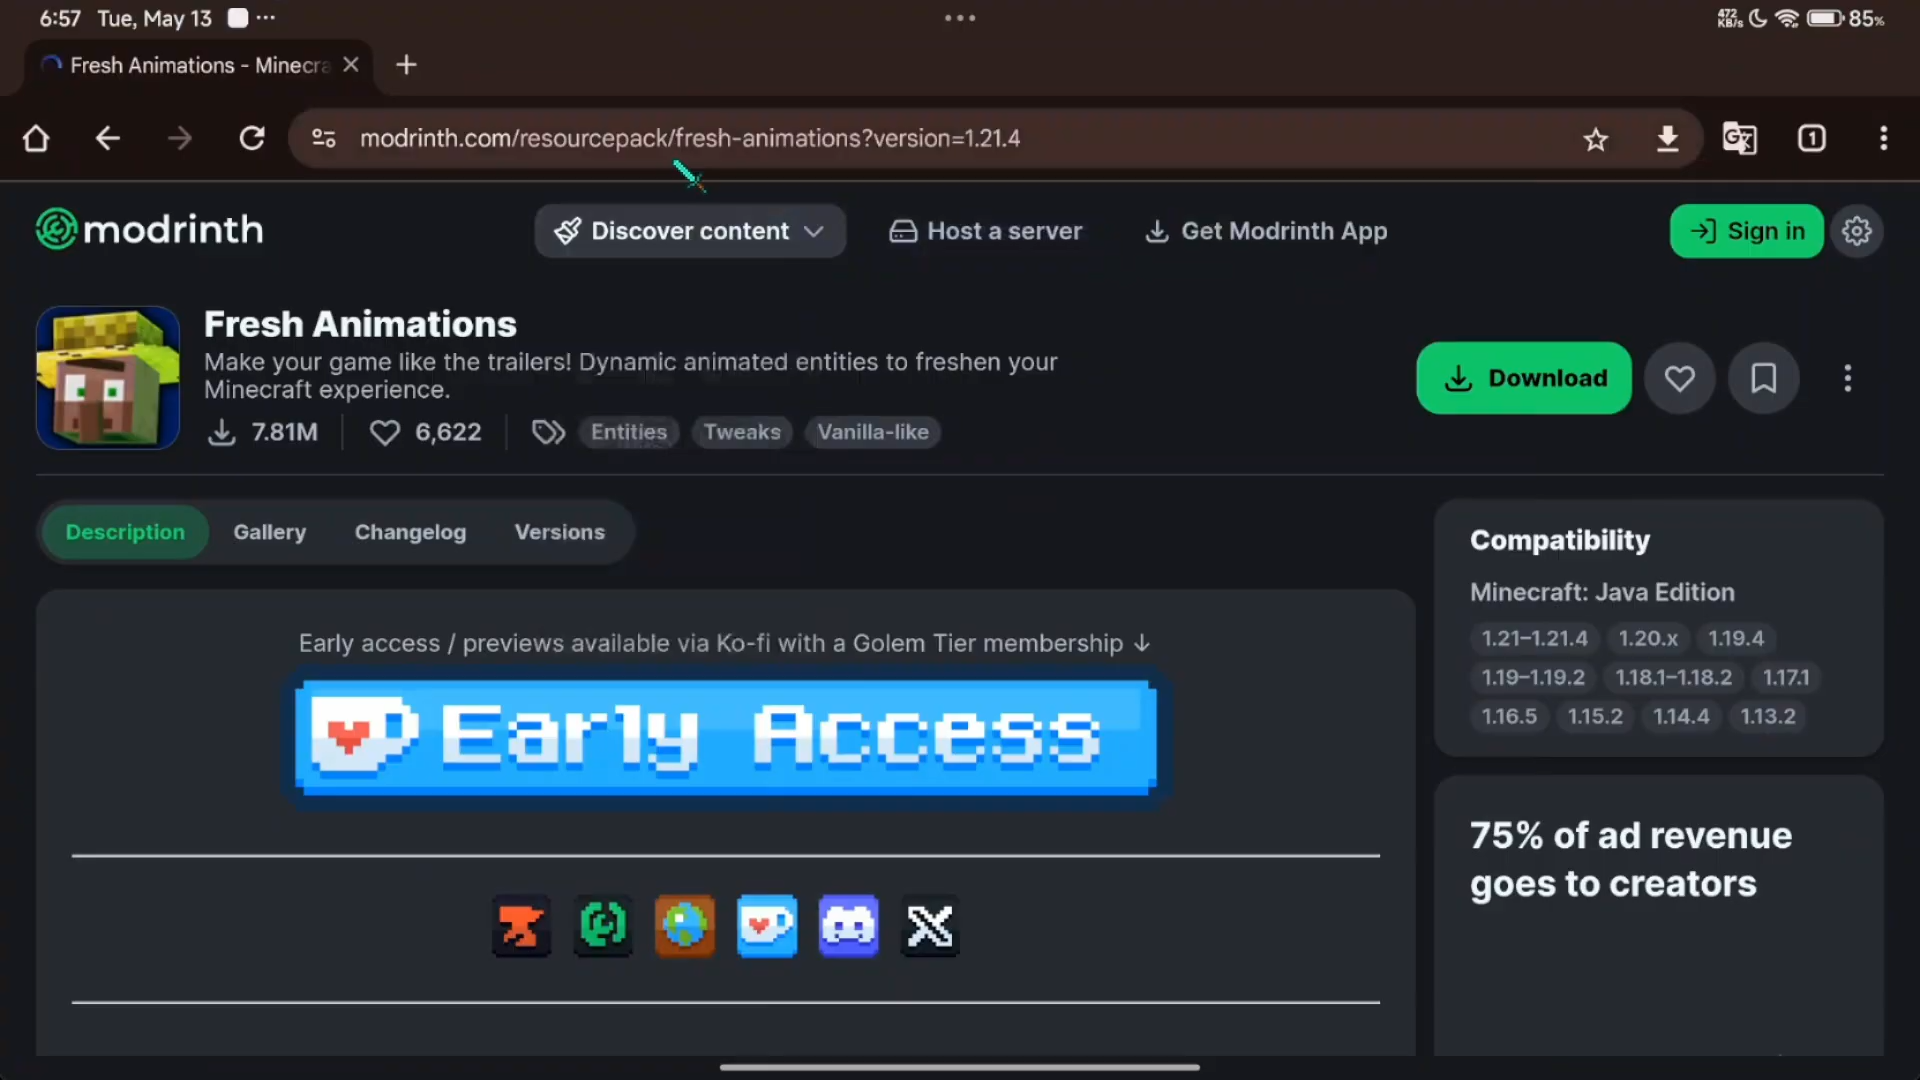 6:57 Tue, May 13
472 KB/s 85%
Fresh Animations - Minecra
modrinth.com/resourcepack/fresh-animations?version=1.21.4
1
modrinth
Discover content
Host a server
Get Modrinth App
Sign in
Fresh Animations
Make your game like the trailers! Dynamic animated entities to freshen your
Minecraft experience.
7.81M
6,622
Entities
Tweaks
Vanilla-like
Download
Description
Gallery
Changelog
Versions
Early access / previews available via Ko-fi with a Golem Tier membership ↓
Early Access
Compatibility
Minecraft: Java Edition
1.21–1.21.4 1.20.x 1.19.4
1.19–1.19.2 1.18.1–1.18.2 1.17.1
1.16.5 1.15.2 1.14.4 1.13.2
75% of ad revenue
goes to creators